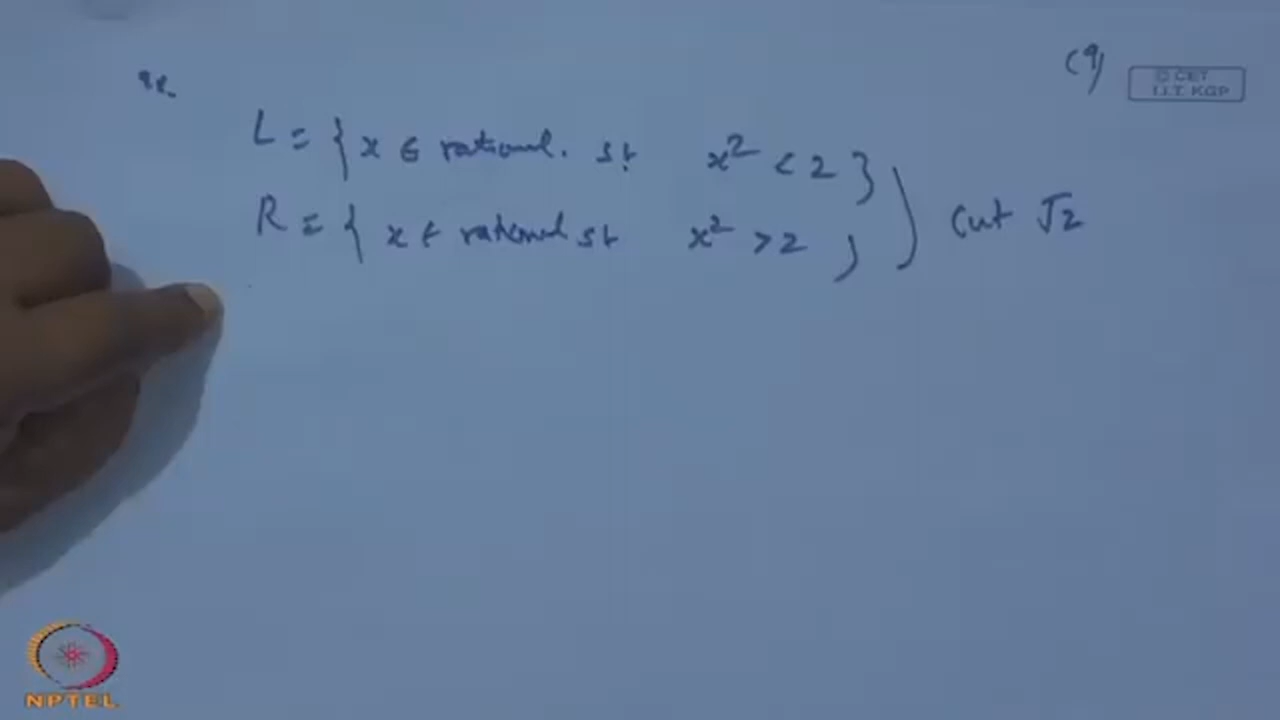 (9)
© CET
I.I.T. KGP
L = { x ∈ rational. st x² < 2 }
R = { x ∈ rational st x² > 2 } ) Cut √2
NPTEL